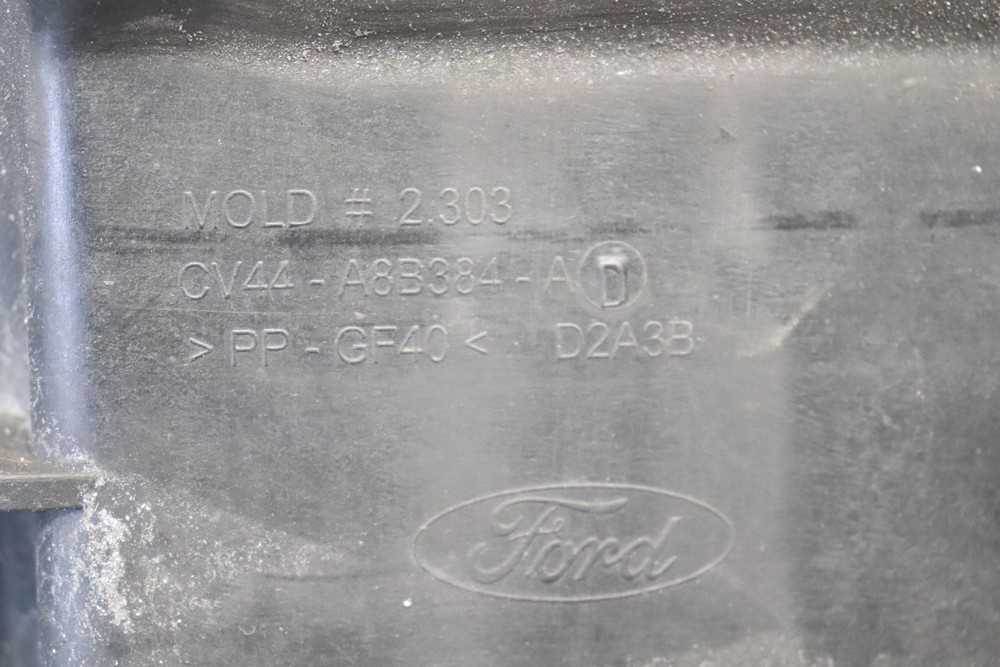 MOLD # 2.303
CV44 - A8B384 - A D
> PP - GF40 < D2A3B
Ford